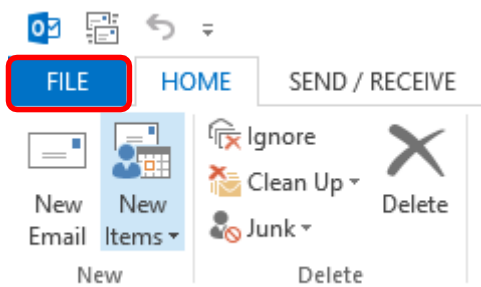 FILE HOME SEND / RECEIVE
New Email
New Items
Ignore
Clean Up
Junk
Delete
New Delete